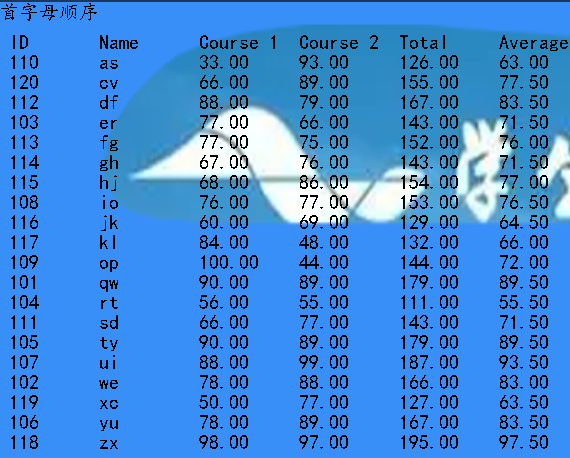 首字母顺序
ID Name Course 1 Course 2 Total Average
110 as 33.00 93.00 126.00 63.00
120 cv 66.00 89.00 155.00 77.50
112 df 88.00 79.00 167.00 83.50
103 er 77.00 66.00 143.00 71.50
113 fg 77.00 75.00 152.00 76.00
114 gh 67.00 76.00 143.00 71.50
115 hj 68.00 86.00 154.00 77.00
108 io 76.00 77.00 153.00 76.50
116 jk 60.00 69.00 129.00 64.50
117 kl 84.00 48.00 132.00 66.00
109 op 100.00 44.00 144.00 72.00
101 qw 90.00 89.00 179.00 89.50
104 rt 56.00 55.00 111.00 55.50
111 sd 66.00 77.00 143.00 71.50
105 ty 90.00 89.00 179.00 89.50
107 ui 88.00 99.00 187.00 93.50
102 we 78.00 88.00 166.00 83.00
119 xc 50.00 77.00 127.00 63.50
106 yu 78.00 89.00 167.00 83.50
118 zx 98.00 97.00 195.00 97.50
学